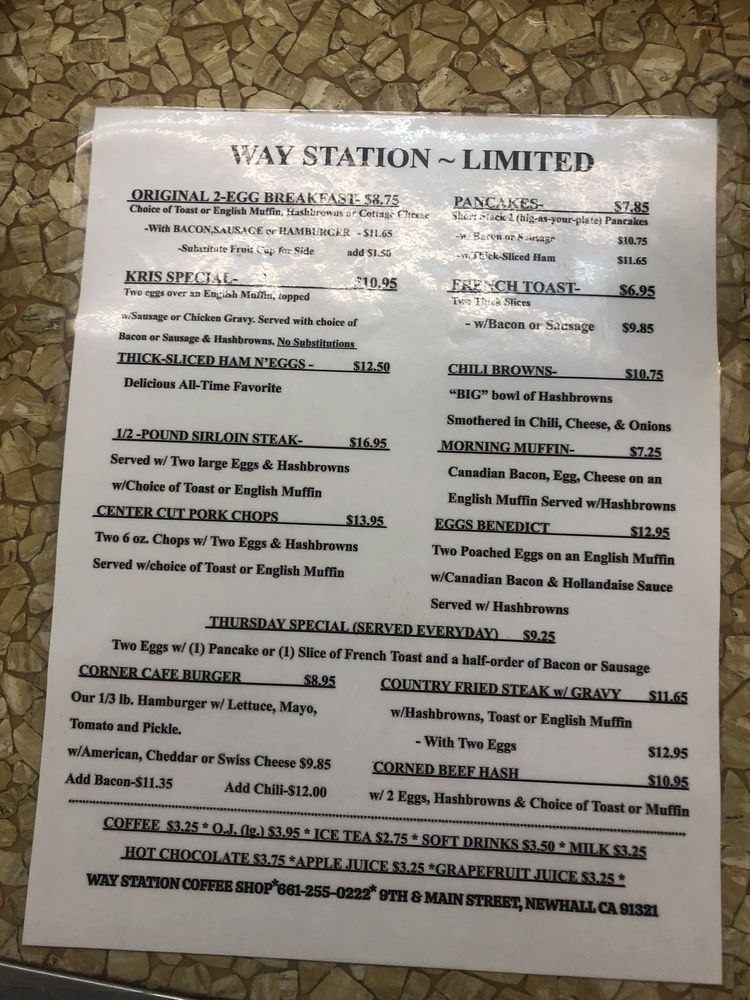 WAY STATION ~ LIMITED
ORIGINAL 2-EGG BREAKFAST- $8.75
Choice of Toast or English Muffin, Hashbrowns or Cottage Cheese
-With BACON,SAUSAGE or HAMBURGER - $11.65
-Substitute Fruit Cup for Side add $1.50
KRIS SPECIAL- $10.95
Two eggs over an English Muffin, topped
w/Sausage or Chicken Gravy. Served with choice of
Bacon or Sausage & Hashbrowns. No Substitutions
THICK-SLICED HAM N'EGGS - $12.50
Delicious All-Time Favorite
1/2 -POUND SIRLOIN STEAK- $16.95
Served w/ Two large Eggs & Hashbrowns
w/Choice of Toast or English Muffin
CENTER CUT PORK CHOPS $13.95
Two 6 oz. Chops w/ Two Eggs & Hashbrowns
Served w/choice of Toast or English Muffin
PANCAKES- $7.85
Short Stack 2 (big-as-your-plate) Pancakes
-w/ Bacon or Sausage $10.75
-w/Thick-Sliced Ham $11.65
FRENCH TOAST- $6.95
Two Thick Slices
- w/Bacon or Sausage $9.85
CHILI BROWNS- $10.75
“BIG” bowl of Hashbrowns
Smothered in Chili, Cheese, & Onions
MORNING MUFFIN- $7.25
Canadian Bacon, Egg, Cheese on an
English Muffin Served w/Hashbrowns
EGGS BENEDICT $12.95
Two Poached Eggs on an English Muffin
w/Canadian Bacon & Hollandaise Sauce
Served w/ Hashbrowns
THURSDAY SPECIAL (SERVED EVERYDAY) $9.25
Two Eggs w/ (1) Pancake or (1) Slice of French Toast and a half-order of Bacon or Sausage
CORNER CAFE BURGER $8.95
Our 1/3 lb. Hamburger w/ Lettuce, Mayo,
Tomato and Pickle.
w/American, Cheddar or Swiss Cheese $9.85
Add Bacon-$11.35 Add Chili-$12.00
COUNTRY FRIED STEAK w/ GRAVY $11.65
w/Hashbrowns, Toast or English Muffin
- With Two Eggs $12.95
CORNED BEEF HASH $10.95
w/ 2 Eggs, Hashbrowns & Choice of Toast or Muffin
COFFEE $3.25 * O.J. (lg.) $3.95 * ICE TEA $2.75 * SOFT DRINKS $3.50 * MILK $3.25
HOT CHOCOLATE $3.75 *APPLE JUICE $3.25 *GRAPEFRUIT JUICE $3.25 *
WAY STATION COFFEE SHOP*661-255-0222* 9TH & MAIN STREET, NEWHALL CA 91321